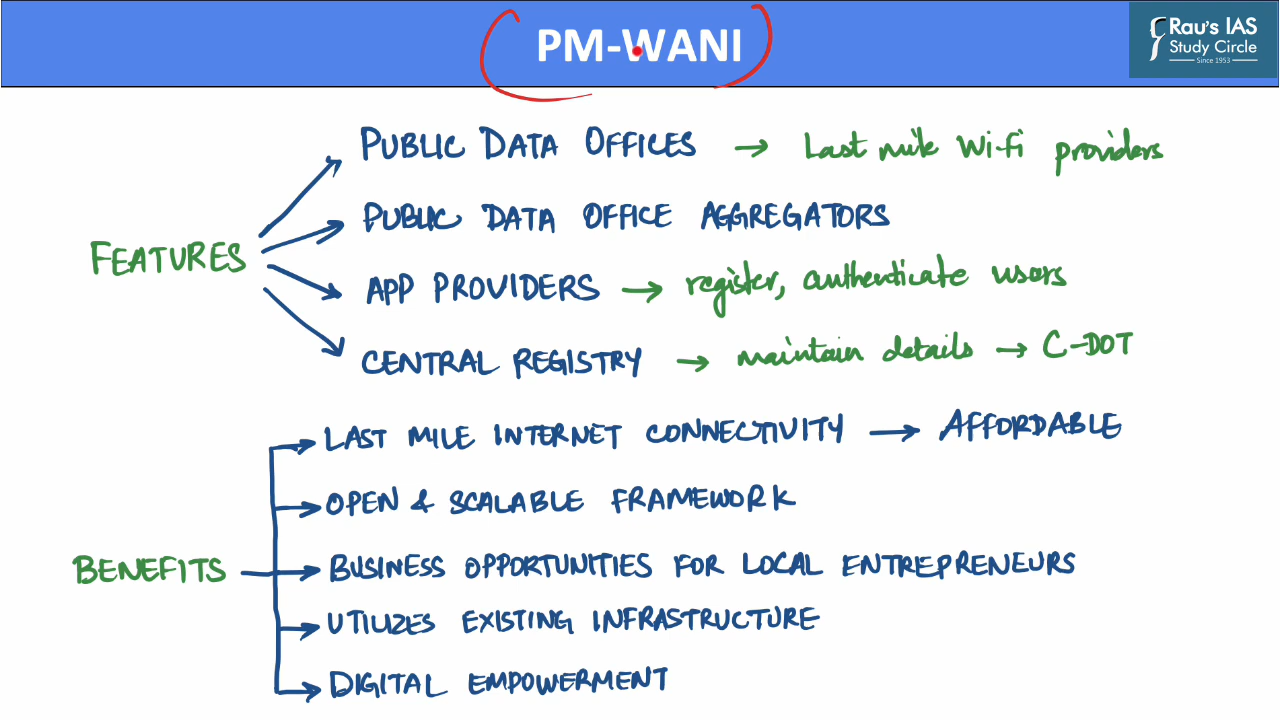 PM-WANI
Rau's IAS
Study Circle
Since 1953
PUBLIC DATA OFFICES → Last mile Wi-fi providers
PUBLIC DATA OFFICE AGGREGATORS
FEATURES
APP PROVIDERS → register, authenticate users
CENTRAL REGISTRY → maintain details → C-DOT
LAST MILE INTERNET CONNECTIVITY → AFFORDABLE
OPEN & SCALABLE FRAMEWORK
BENEFITS
BUSINESS OPPORTUNITIES FOR LOCAL ENTREPRENEURS
UTILIZES EXISTING INFRASTRUCTURE
DIGITAL EMPOWERMENT